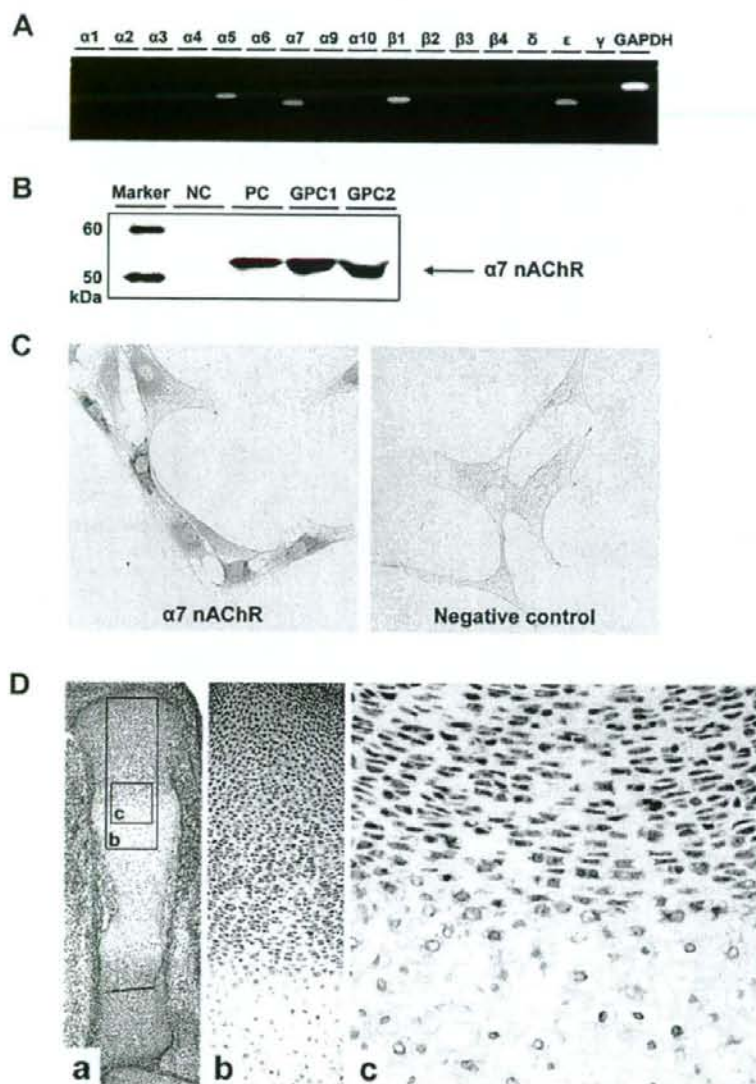 A
α1 α2 α3 α4 α5 α6 α7 α9 α10 β1 β2 β3 β4 δ ε γ GAPDH
B
Marker NC PC GPC1 GPC2
60
50
kDa
α7 nAChR
C
α7 nAChR
Negative control
D
c
b
a
b
c